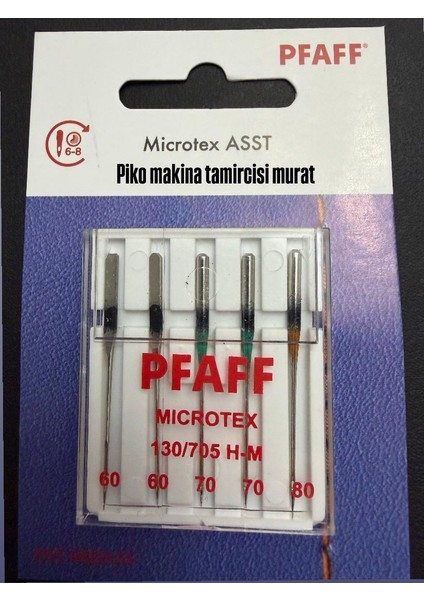 PFAFF®
6-8
Microtex ASST
Piko makina tamircisi murat
PFAFF
MICROTEX
130/705 H-M
60 60 70 70 80